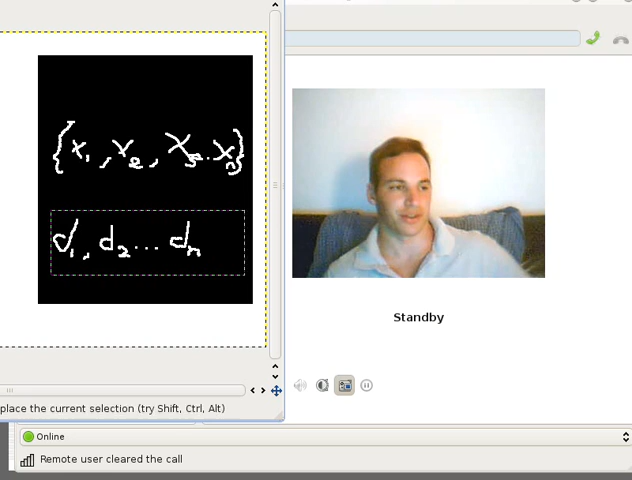 {x₁, x₂, x₃..xₙ}
d₁, d₂...dₙ
Standby
place the current selection (try Shift, Ctrl, Alt)
Online
Remote user cleared the call